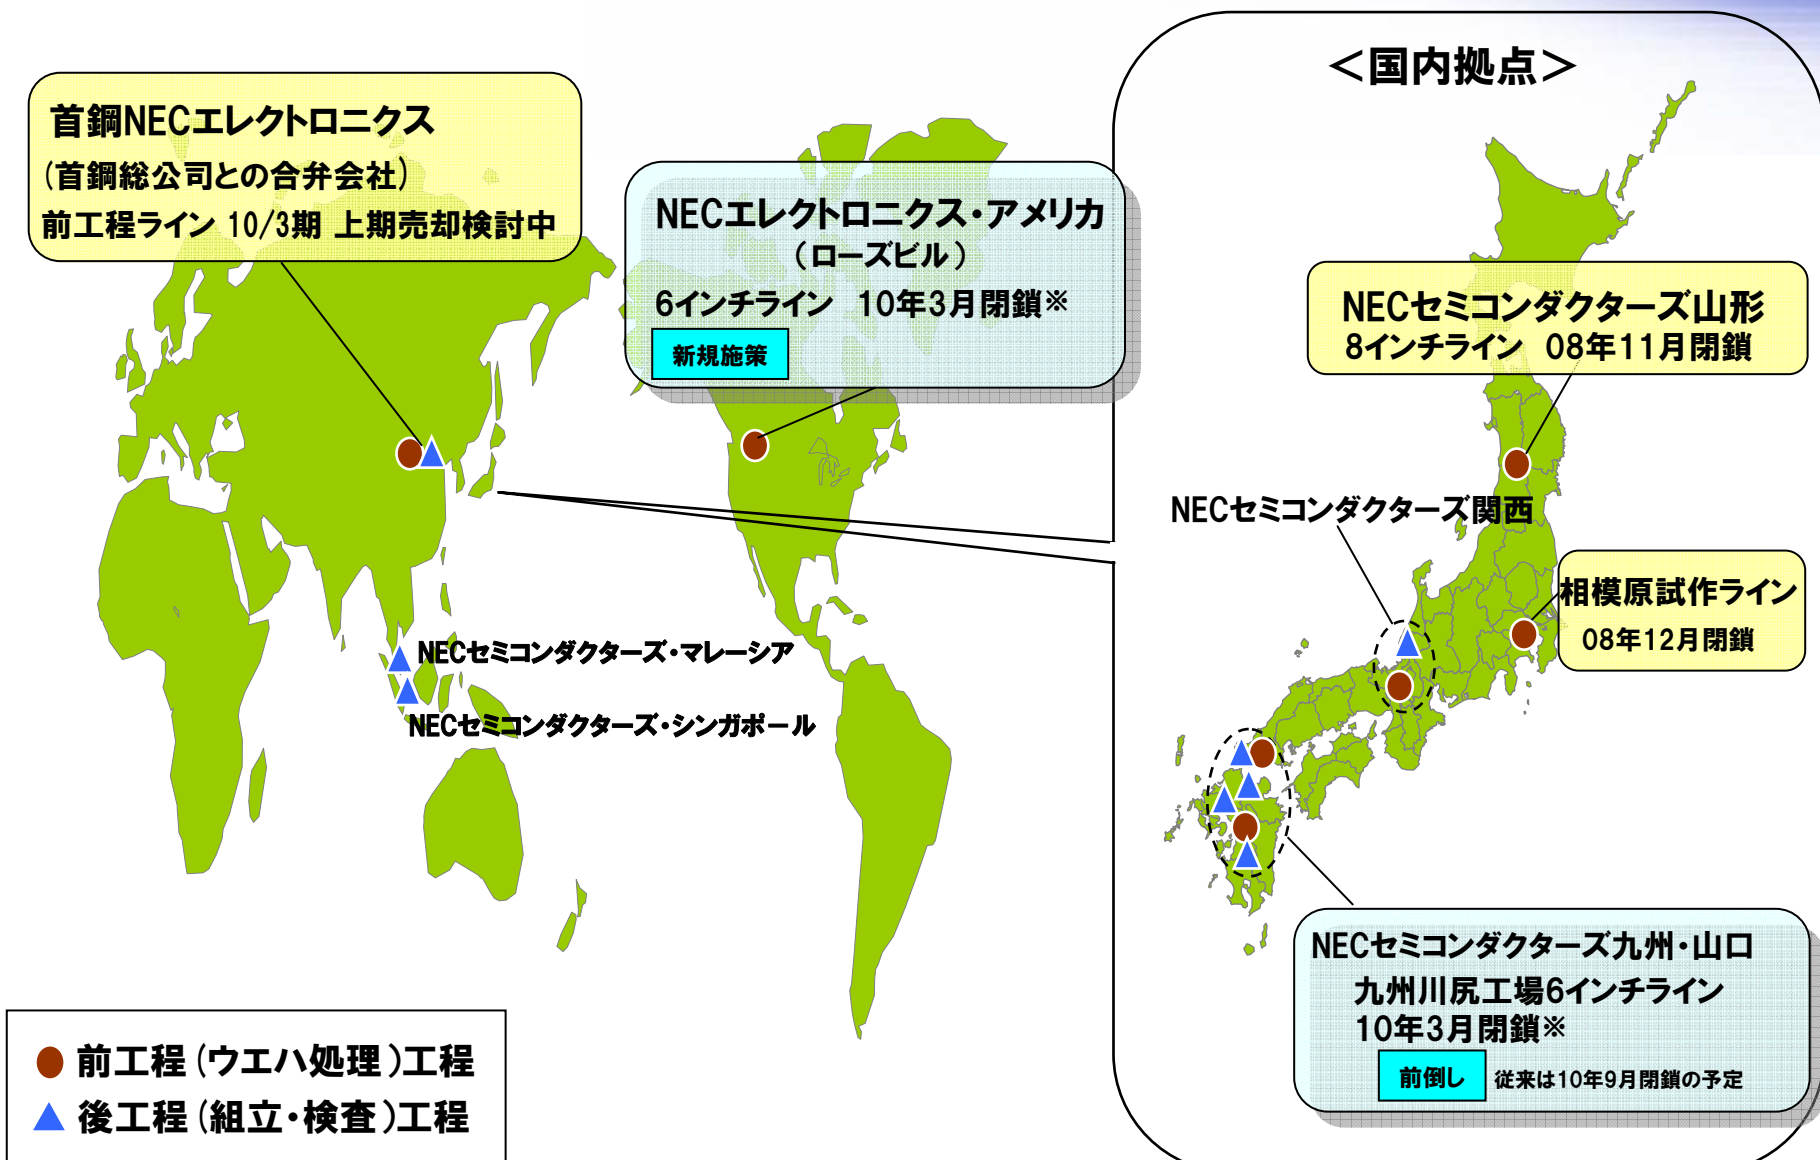 首鋼NECエレクトロニクス
(首鋼総公司との合弁会社)
前工程ライン 10/3期 上期売却検討中
NECエレクトロニクス・アメリカ
(ローズビル)
6インチライン 10年3月閉鎖※
新規施策
NECセミコンダクターズ・マレーシア
NECセミコンダクターズ・シンガポール
●前工程(ウエハ処理)工程
▲後工程(組立・検査)工程
＜国内拠点＞
NECセミコンダクターズ山形
8インチライン 08年11月閉鎖
NECセミコンダクターズ関西
相模原試作ライン
08年12月閉鎖
NECセミコンダクターズ九州・山口
九州川尻工場6インチライン
10年3月閉鎖※
前倒し 従来は10年9月閉鎖の予定